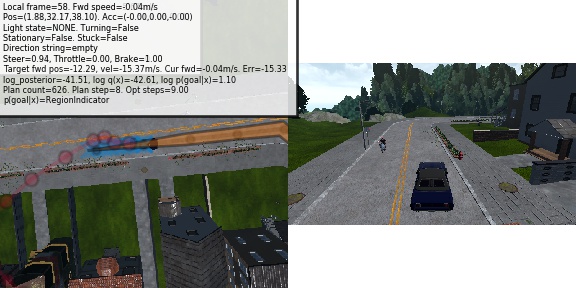 Local frame=58. Fwd speed=-0.04m/s
Pos=(1.88,32.17,38.10). Acc=(-0.00,0.00,-0.00)
Light state=NONE. Turning=False
Stationary=False. Stuck=False
Direction string=empty
Steer=0.94, Throttle=0.00, Brake=1.00
Target fwd pos=-12.29, vel=-15.37m/s. Cur fwd=-0.04m/s. Err=-15.33
log_posterior=-41.51, log q(x)=-42.61, log p(goal|x)=1.10
Plan count=626. Plan step=8. Opt steps=9.00
p(goal|x)=RegionIndicator